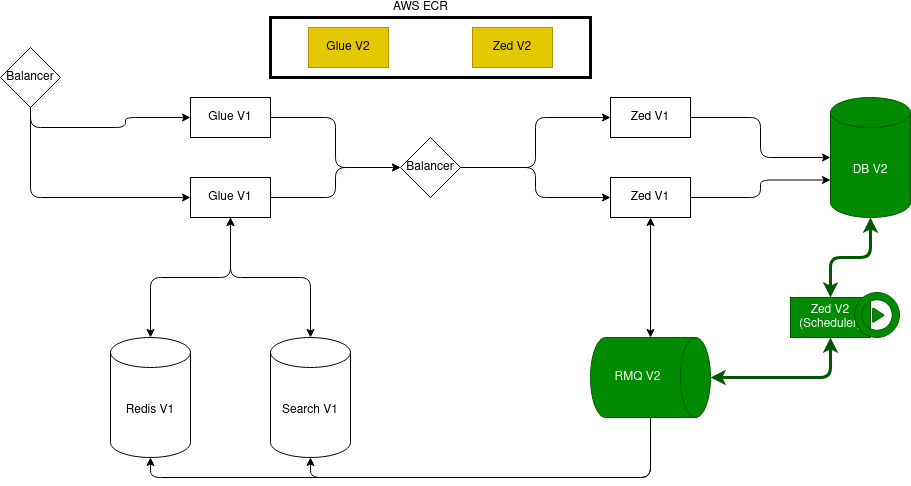 AWS ECR
Glue V2
Zed V2
Balancer
Glue V1
Zed V1
Balancer
DB V2
Glue V1
Zed V1
Zed V2
(Scheduler
RMQ V2
Redis V1
Search V1